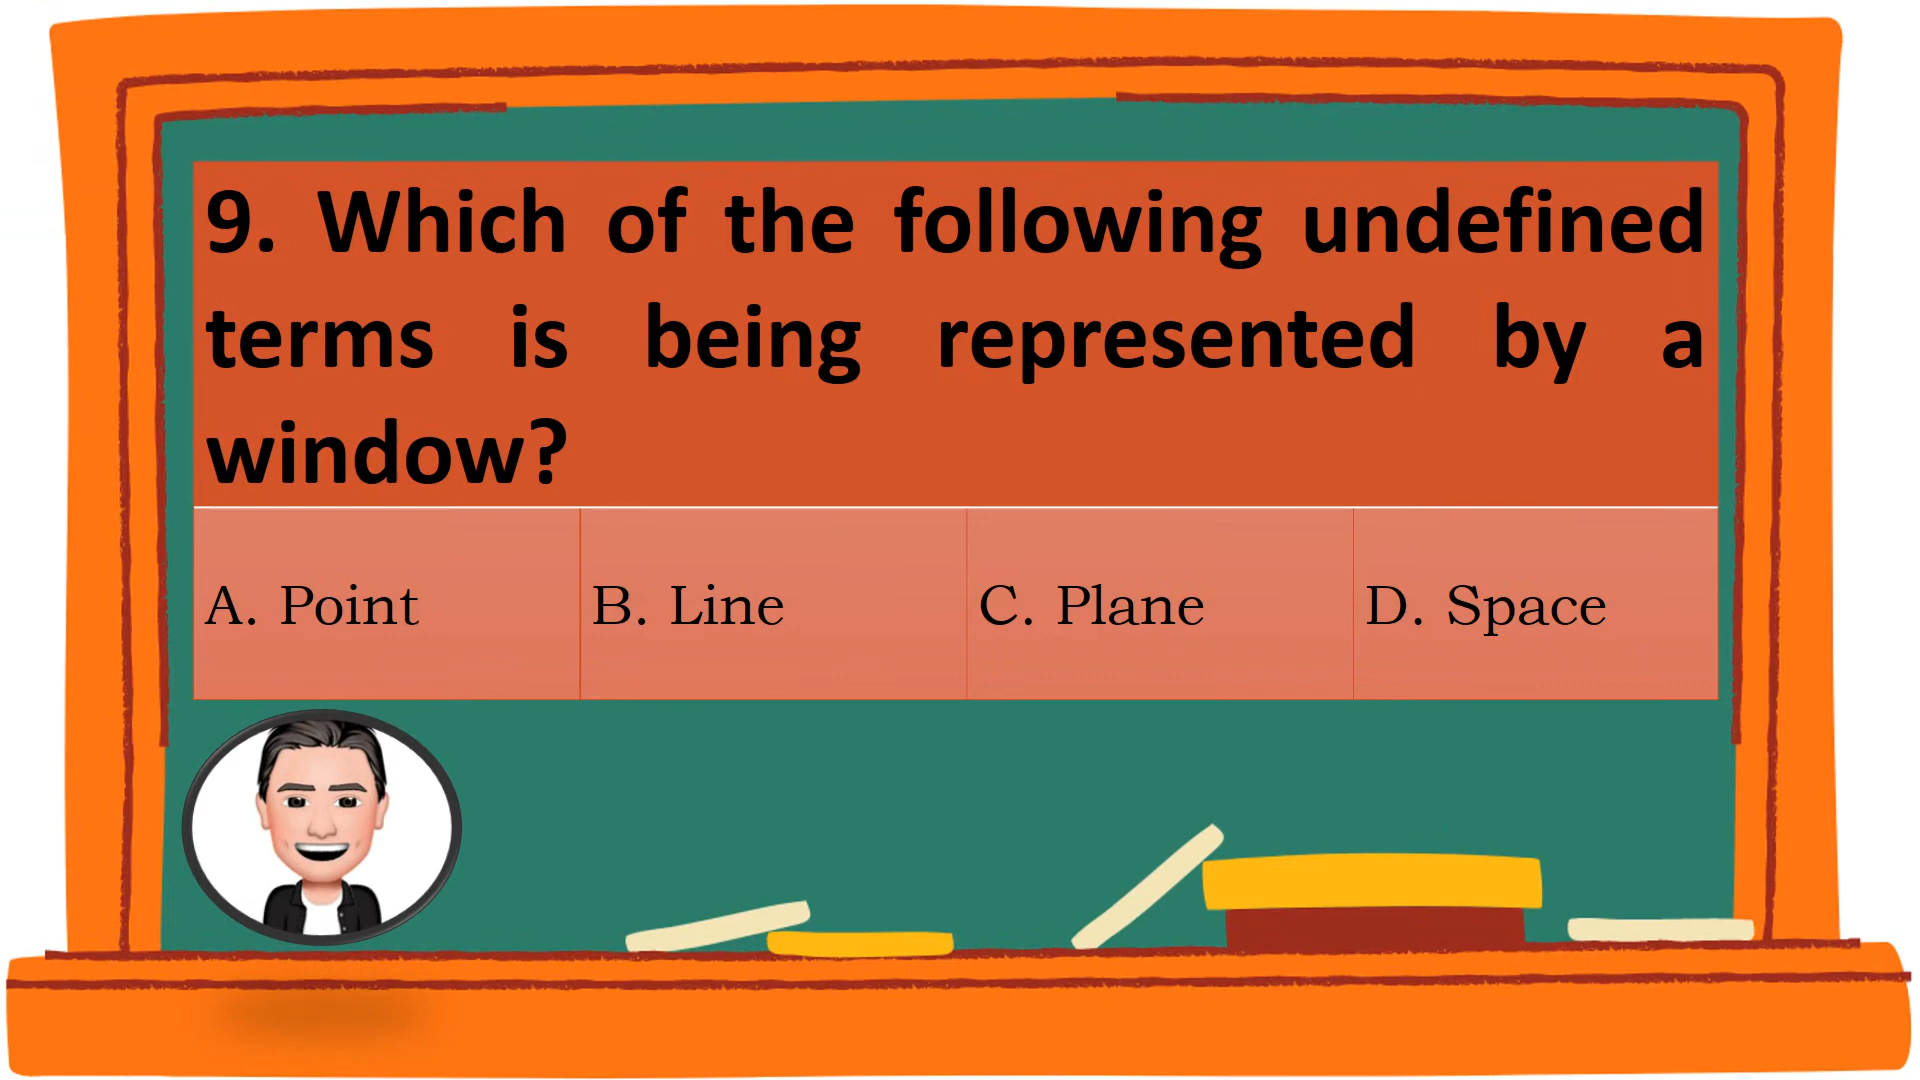 9. Which of the following undefined
terms is being represented by a
window?
A. Point
B. Line
C. Plane
D. Space